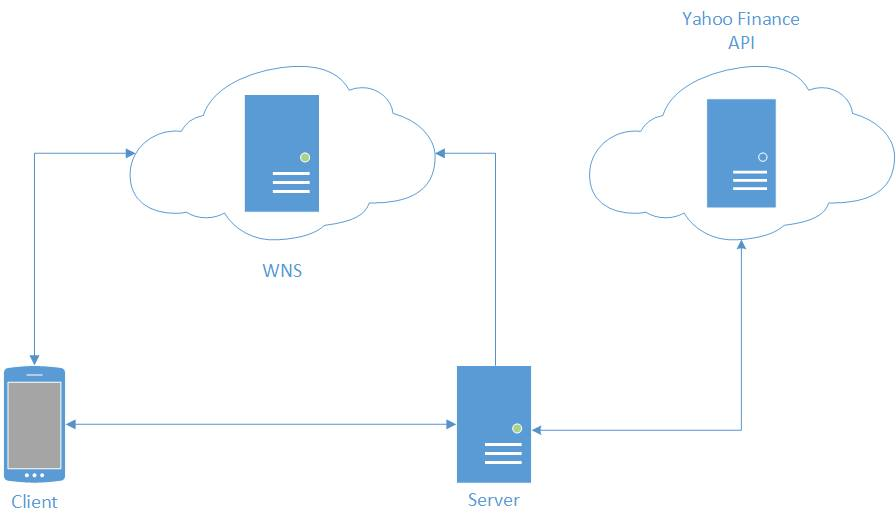 Yahoo Finance
API
WNS
Client
Server